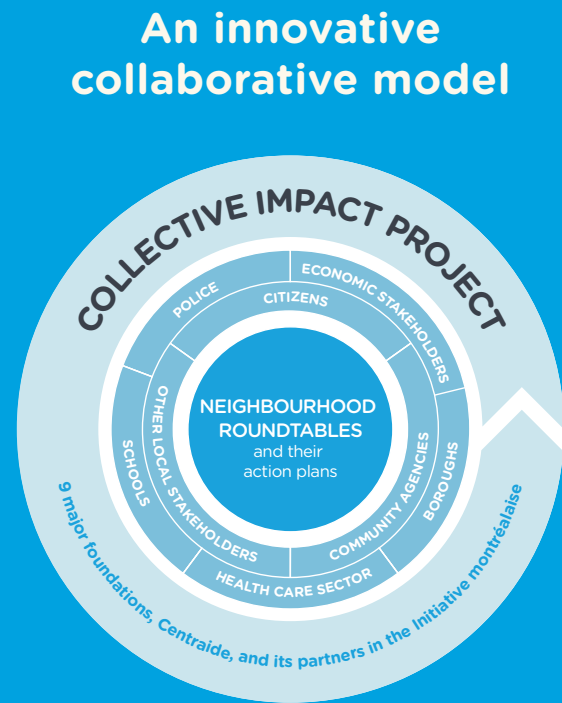 An innovative
collaborative model
COLLECTIVE IMPACT PROJECT
POLICE
ECONOMIC STAKEHOLDERS
CITIZENS
NEIGHBOURHOOD
ROUNDTABLES
and their
action plans
OTHER LOCAL STAKEHOLDERS
COMMUNITY AGENCIES
SCHOOLS
BOROUGHS
HEALTH CARE SECTOR
9 major foundations, Centraide, and its partners in the Initiative montréalaise